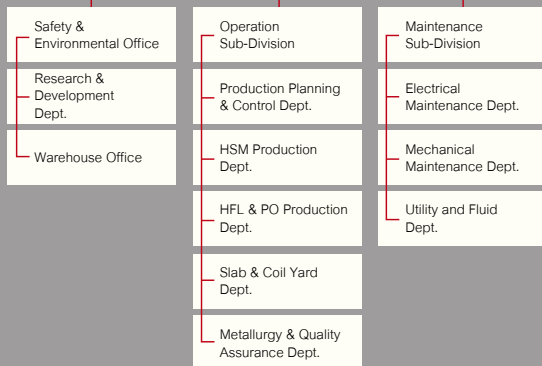 Safety &
Environmental Office
Research &
Development
Dept.
Warehouse Office
Operation
Sub-Division
Production Planning
& Control Dept.
HSM Production
Dept.
HFL & PO Production
Dept.
Slab & Coil Yard
Dept.
Metallurgy & Quality
Assurance Dept.
Maintenance
Sub-Division
Electrical
Maintenance Dept.
Mechanical
Maintenance Dept.
Utility and Fluid
Dept.